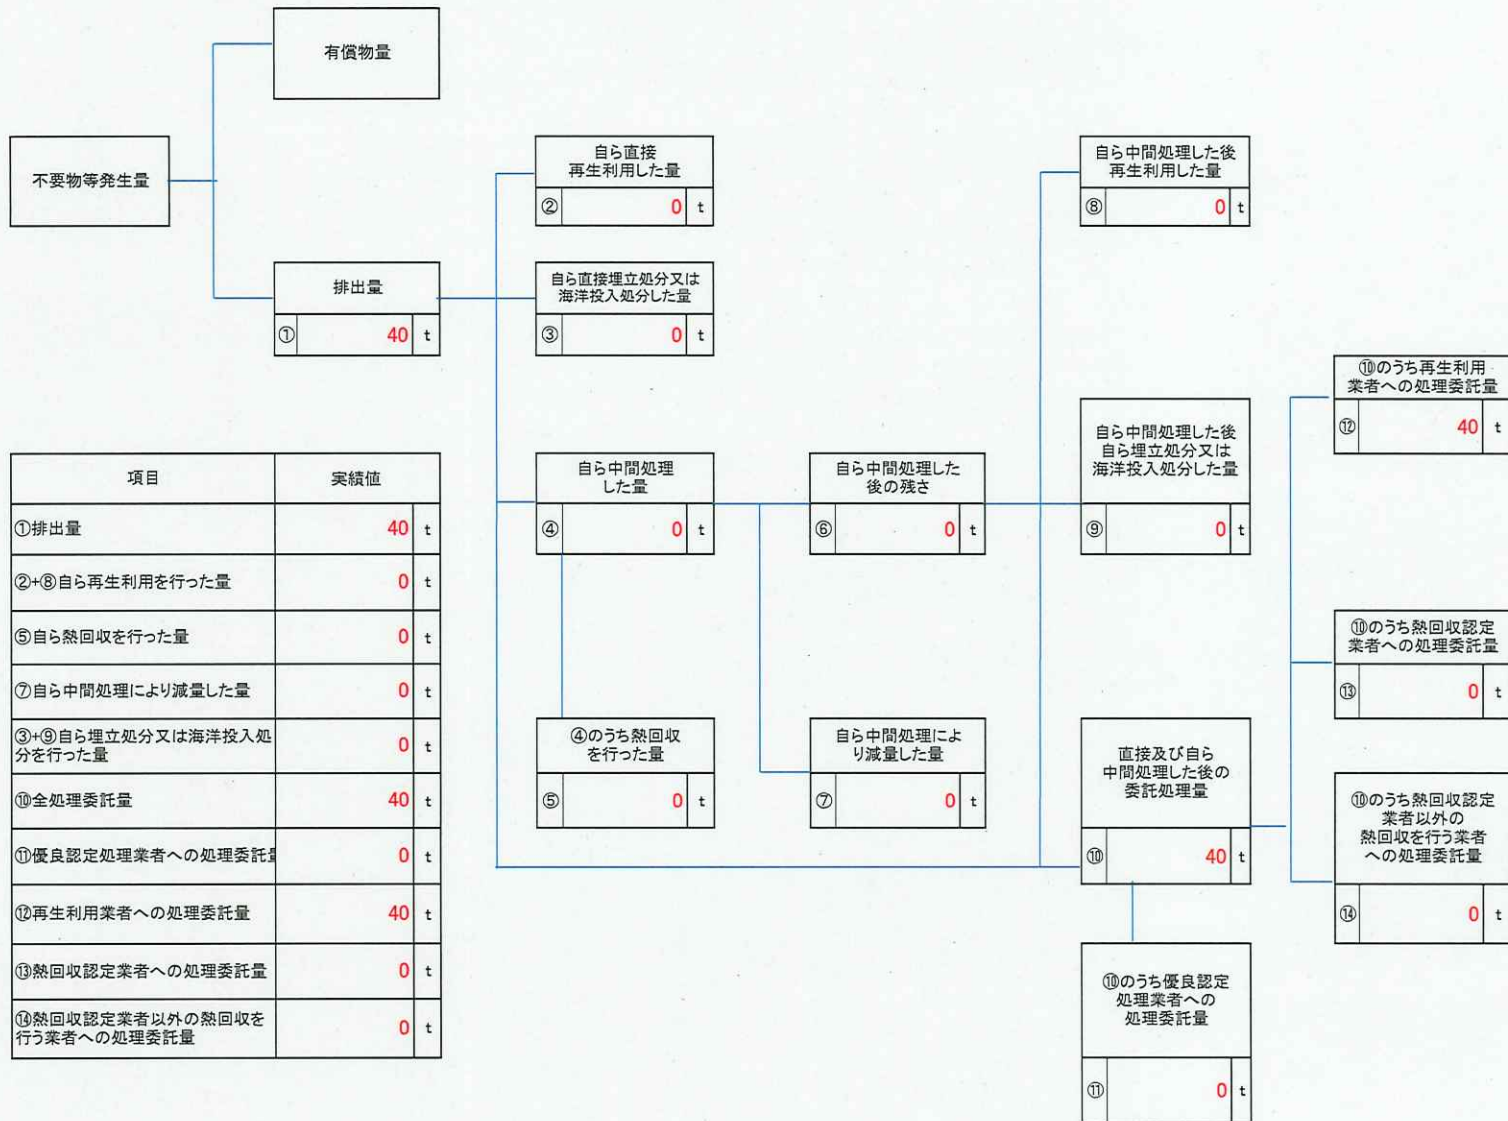 有償物量
不要物等発生量
排出量
① 40 t
自ら直接
再生利用した量
② 0 t
自ら直接埋立処分又は
海洋投入処分した量
③ 0 t
自ら中間処理
した量
④ 0 t
④のうち熱回収
を行った量
⑤ 0 t
自ら中間処理した
後の残さ
⑥ 0 t
自ら中間処理によ
り減量した量
⑦ 0 t
自ら中間処理した後
再生利用した量
⑧ 0 t
自ら中間処理した後
自ら埋立処分又は
海洋投入処分した量
⑨ 0 t
直接及び自ら
中間処理した後の
委託処理量
⑩ 40 t
⑩のうち優良認定
処理業者への
処理委託量
⑪ 0 t
⑩のうち再生利用
業者への処理委託量
⑫ 40 t
⑩のうち熱回収認定
業者への処理委託量
⑬ 0 t
⑩のうち熱回収認定
業者以外の
熱回収を行う業者
への処理委託量
⑭ 0 t
項目 実績値
①排出量 40 t
②+⑧自ら再生利用を行った量 0 t
⑤自ら熱回収を行った量 0 t
⑦自ら中間処理により減量した量 0 t
③+⑨自ら埋立処分又は海洋投入処
分を行った量 0 t
⑩全処理委託量 40 t
⑪優良認定処理業者への処理委託量 0 t
⑫再生利用業者への処理委託量 40 t
⑬熱回収認定業者への処理委託量 0 t
⑭熱回収認定業者以外の熱回収を
行う業者への処理委託量 0 t